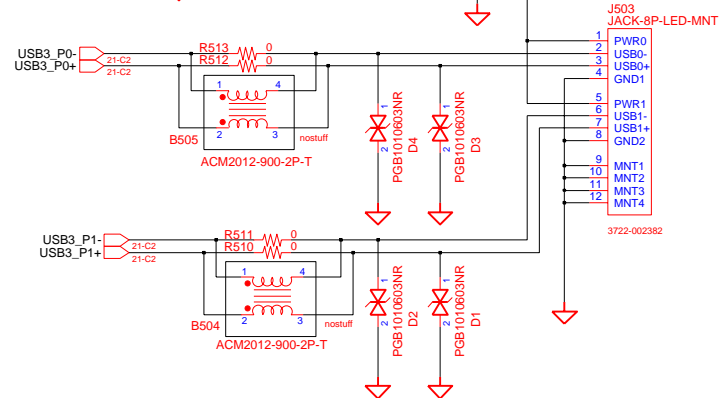 J503
JACK-8P-LED-MNT
USB3_P0-
USB3_P0+
21-C2
21-C2
R513 0
R512 0
1 4
2 3
B505
nostuff
ACM2012-900-2P-T
1
2
PGB1010603NR
D4
1
2
PGB1010603NR
D3
1 PWR0
2 USB0-
3 USB0+
4 GND1
5 PWR1
6 USB1-
7 USB1+
8 GND2
9 MNT1
10 MNT2
11 MNT3
12 MNT4
3722-002382
USB3_P1-
USB3_P1+
21-C2
21-C2
R511 0
R510 0
1 4
2 3
B504
nostuff
ACM2012-900-2P-T
1
2
PGB1010603NR
D2
1
2
PGB1010603NR
D1